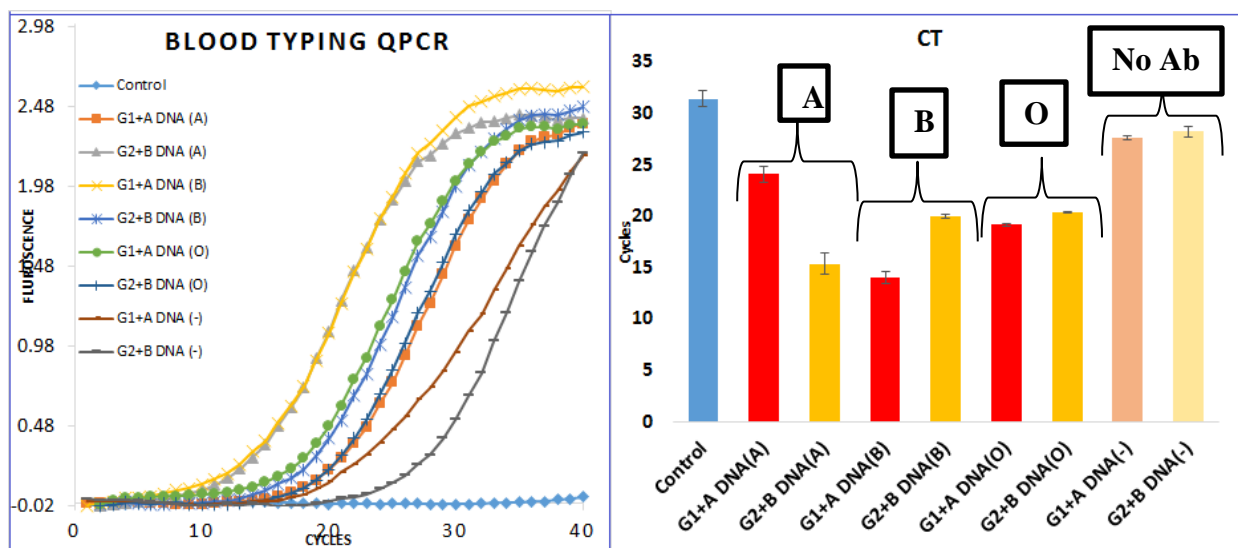 BLOOD TYPING QPCR
2.98
2.48
1.98
.48
0.98
0.48
-0.02
FLUROSCENCE
Control
G1+A DNA (A)
G2+B DNA (A)
G1+A DNA (B)
G2+B DNA (B)
G1+A DNA (O)
G2+B DNA (O)
G1+A DNA (-)
G2+B DNA (-)
0
10
20
30
40
CYCLES
CT
35
30
25
20
15
10
5
0
Cycles
A
B
O
No Ab
Control
G1+A DNA(A)
G2+B DNA(A)
G1+A DNA(B)
G2+B DNA(B)
G1+A DNA(O)
G2+B DNA(O)
G1+A DNA(-)
G2+B DNA(-)